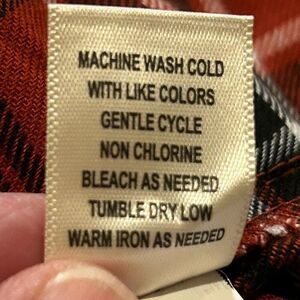 MACHINE WASH COLD
WITH LIKE COLORS
GENTLE CYCLE
NON CHLORINE
BLEACH AS NEEDED
TUMBLE DRY LOW
WARM IRON AS NEEDED